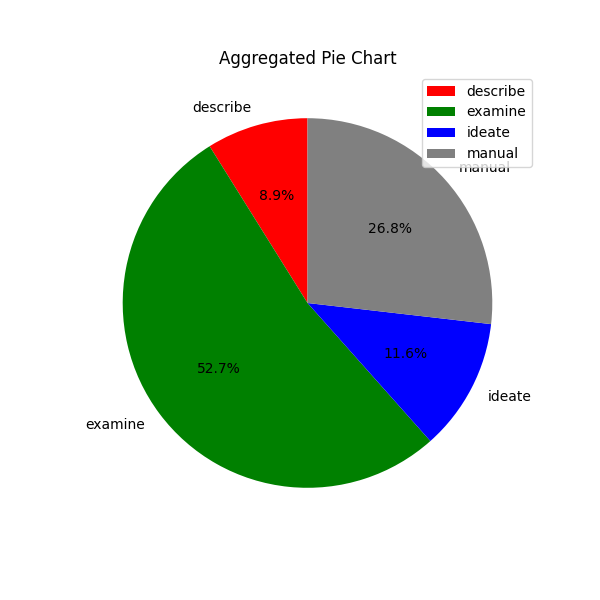 Aggregated Pie Chart
describe
examine
ideate
manual
manual
describe
8.9%
26.8%
52.7%
11.6%
ideate
examine